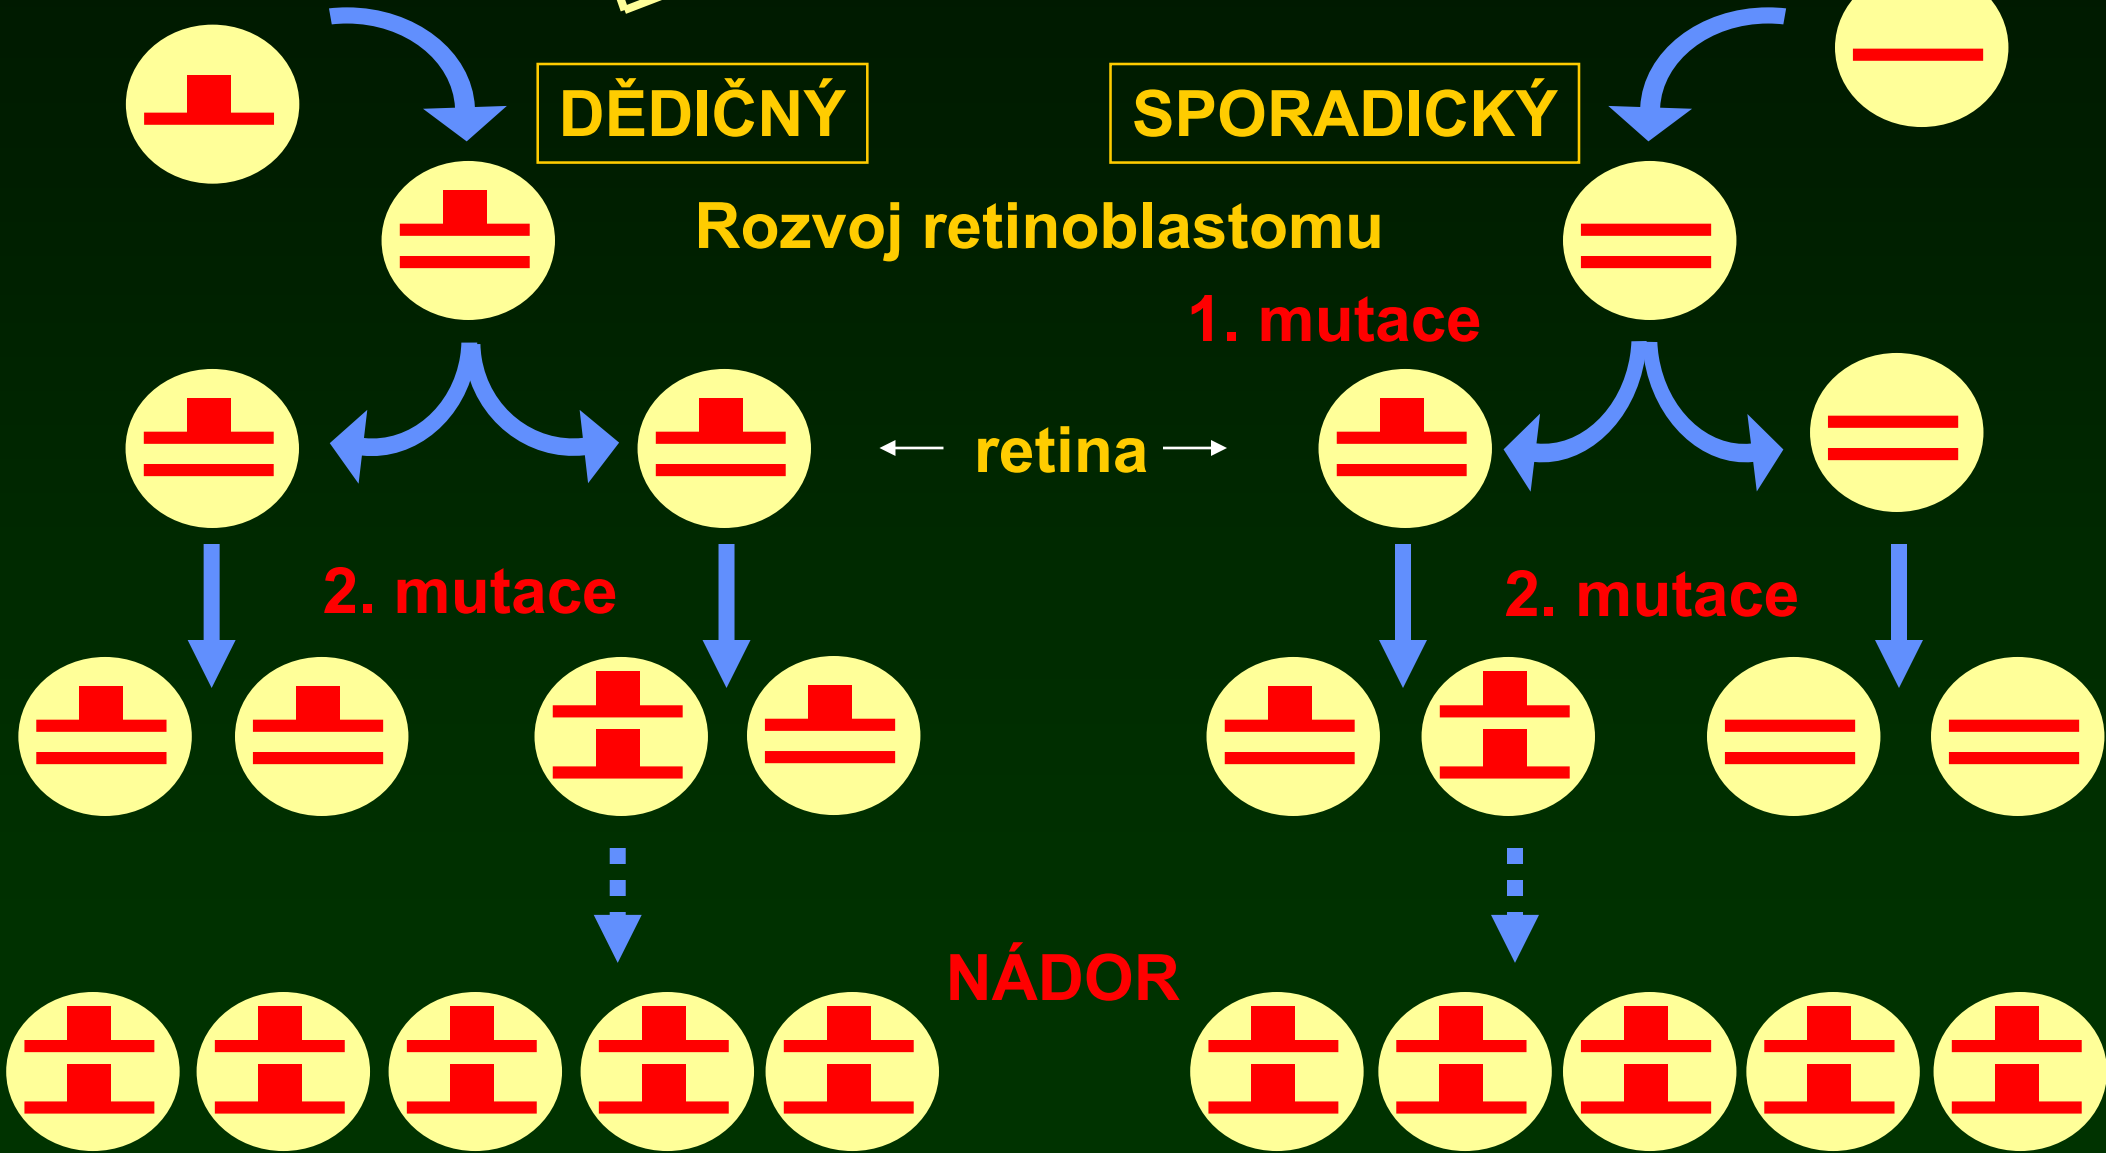 DĚDIČNÝ
SPORADICKÝ
Rozvoj retinoblastomu
1. mutace
retina
2. mutace
2. mutace
NÁDOR